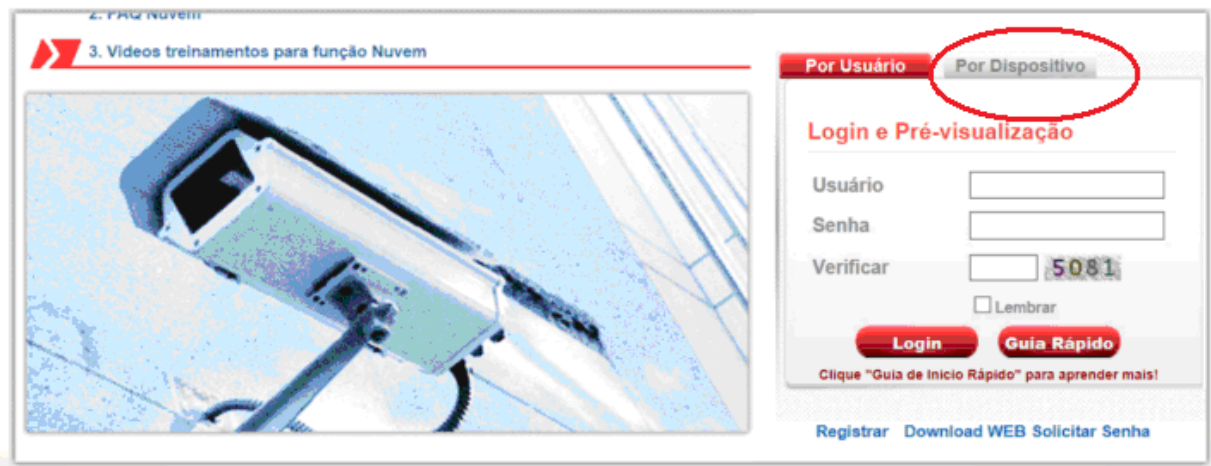 2. FAQ Nuvem
3. Videos treinamentos para função Nuvem
Por Usuário
Por Dispositivo
Login e Pré-visualização
Usuário
Senha
Verificar
5081
Lembrar
Login
Guia Rápido
Clique "Guia de Inicio Rápido" para aprender mais!
Registrar Download WEB Solicitar Senha